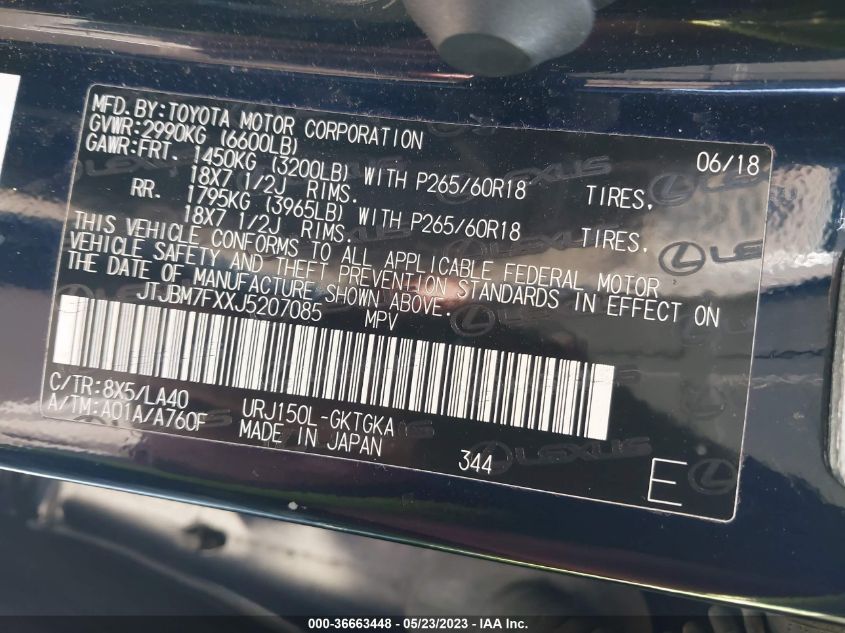 MFD. BY: TOYOTA MOTOR CORPORATION 06/18
GVWR: 2990KG (6600LB)
GAWR: FRT. 1450KG (3200LB) WITH P265/60R18 TIRES,
18X7 1/2J RIMS.
RR. 1795KG (3965LB) WITH P265/60R18 TIRES,
18X7 1/2J RIMS.
THIS VEHICLE CONFORMS TO ALL APPLICABLE FEDERAL MOTOR
VEHICLE SAFETY AND THEFT PREVENTION STANDARDS IN EFFECT ON
THE DATE OF MANUFACTURE SHOWN ABOVE.
JTJBM7FXXJ5207085 MPV
C/TR: 8X5/LA40 URJ150L-GKTGKA
A/TM: A01A/A760F MADE IN JAPAN 344 E
LEXUS
000-36663448 - 05/23/2023 - IAA Inc.